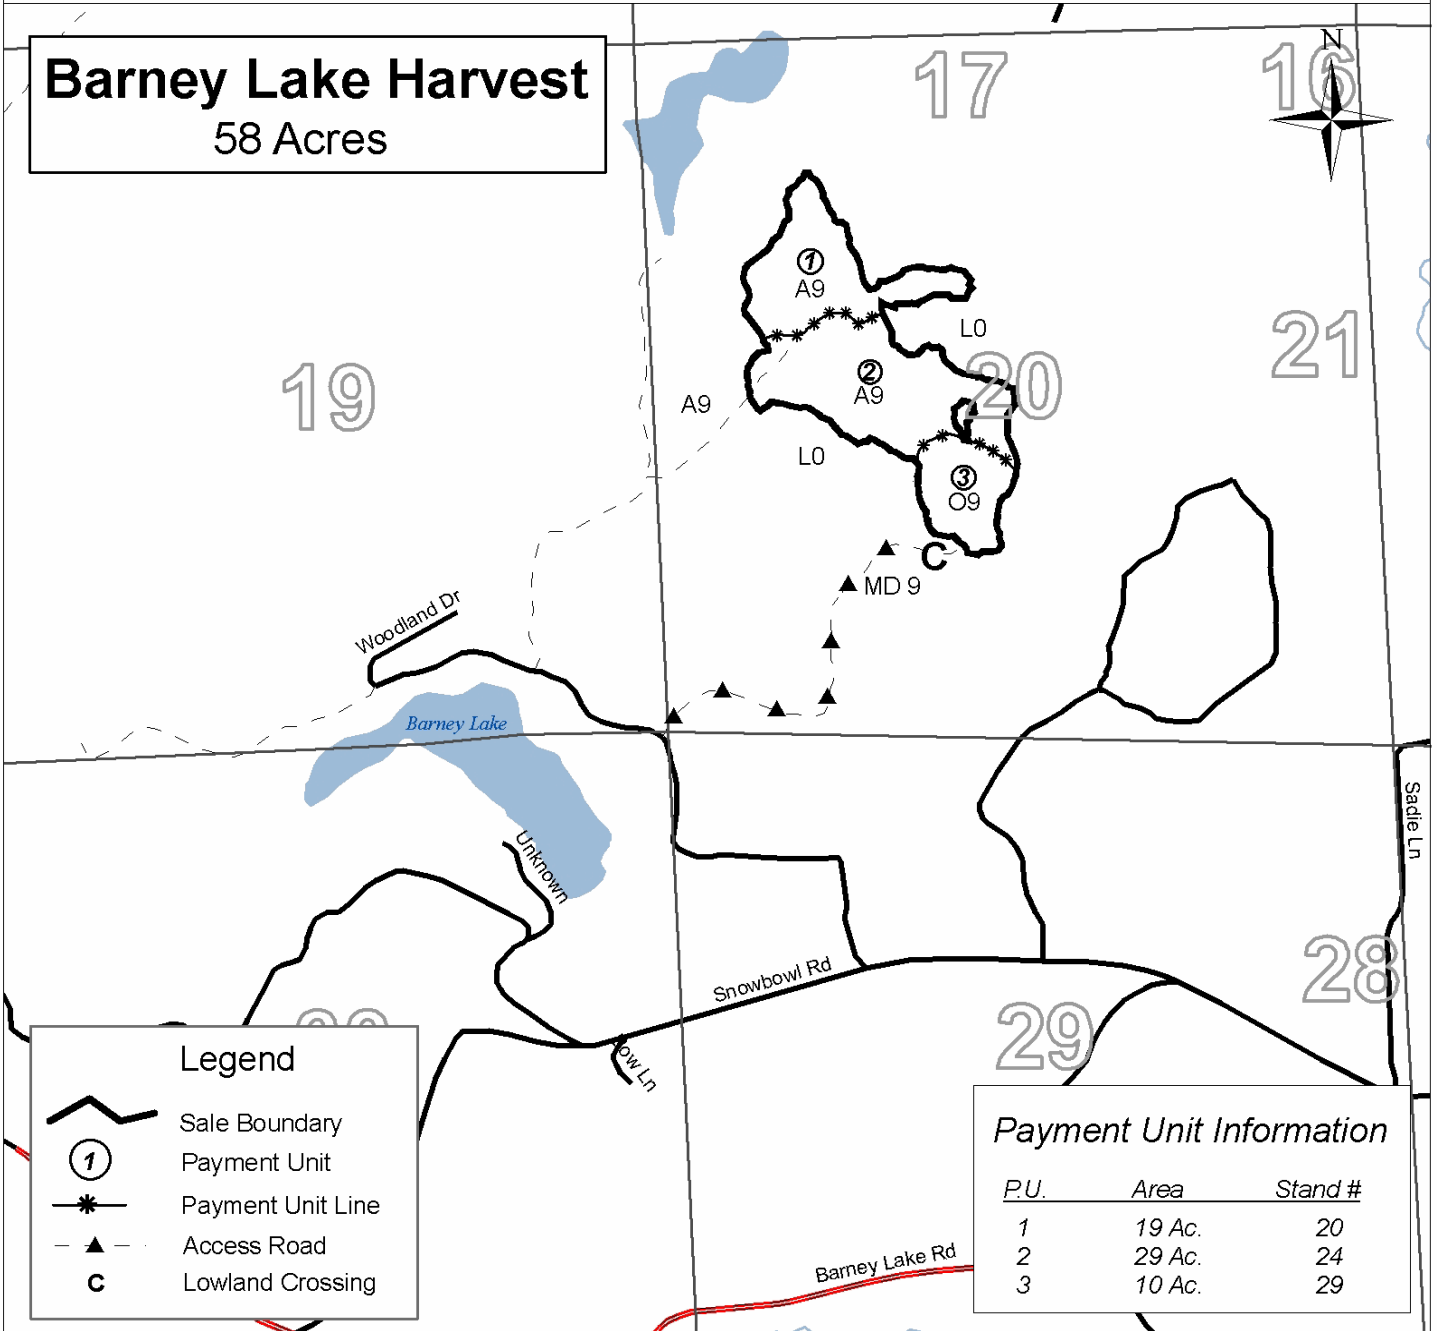 Barney Lake Harvest
58 Acres
17
16
N
1
A9
L0
19
21
2
A9
20
A9
L0
3
O9
C
MD 9
Woodland Dr
Barney Lake
Sadie Ln
Unknown
28
Snowbowl Rd
29
ow Ln
Legend
Sale Boundary
1
Payment Unit
Payment Unit Line
Access Road
C
Lowland Crossing
Barney Lake Rd
Payment Unit Information
P.U. Area Stand #
1 19 Ac. 20
2 29 Ac. 24
3 10 Ac. 29